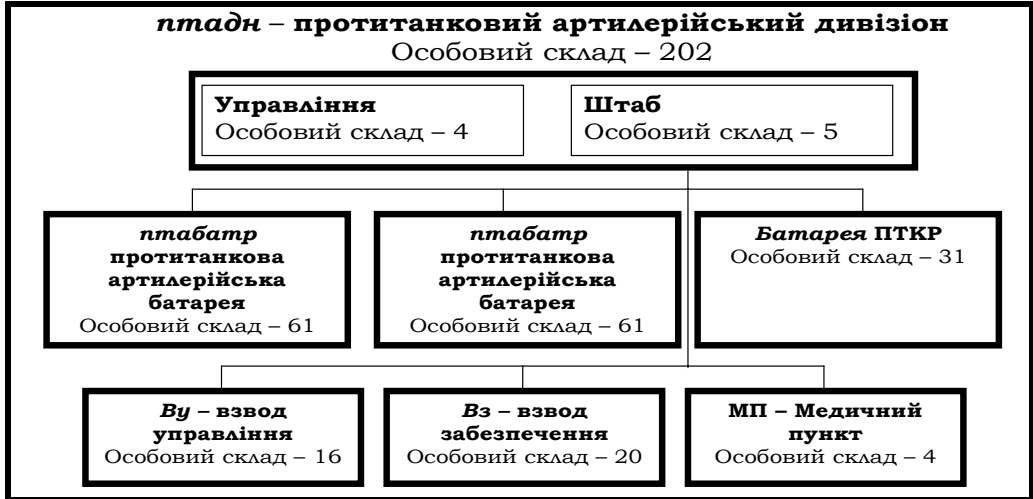 птадн – протитанковий артилерійський дивізіон
Особовий склад – 202
Управління
Особовий склад – 4
Штаб
Особовий склад – 5
птабатр
протитанкова
артилерійська
батарея
Особовий склад – 61
птабатр
протитанкова
артилерійська
батарея
Особовий склад – 61
Батарея ПТКР
Особовий склад – 31
Ву – взвод
управління
Особовий склад – 16
Вз – взвод
забезпечення
Особовий склад – 20
МП – Медичний
пункт
Особовий склад – 4